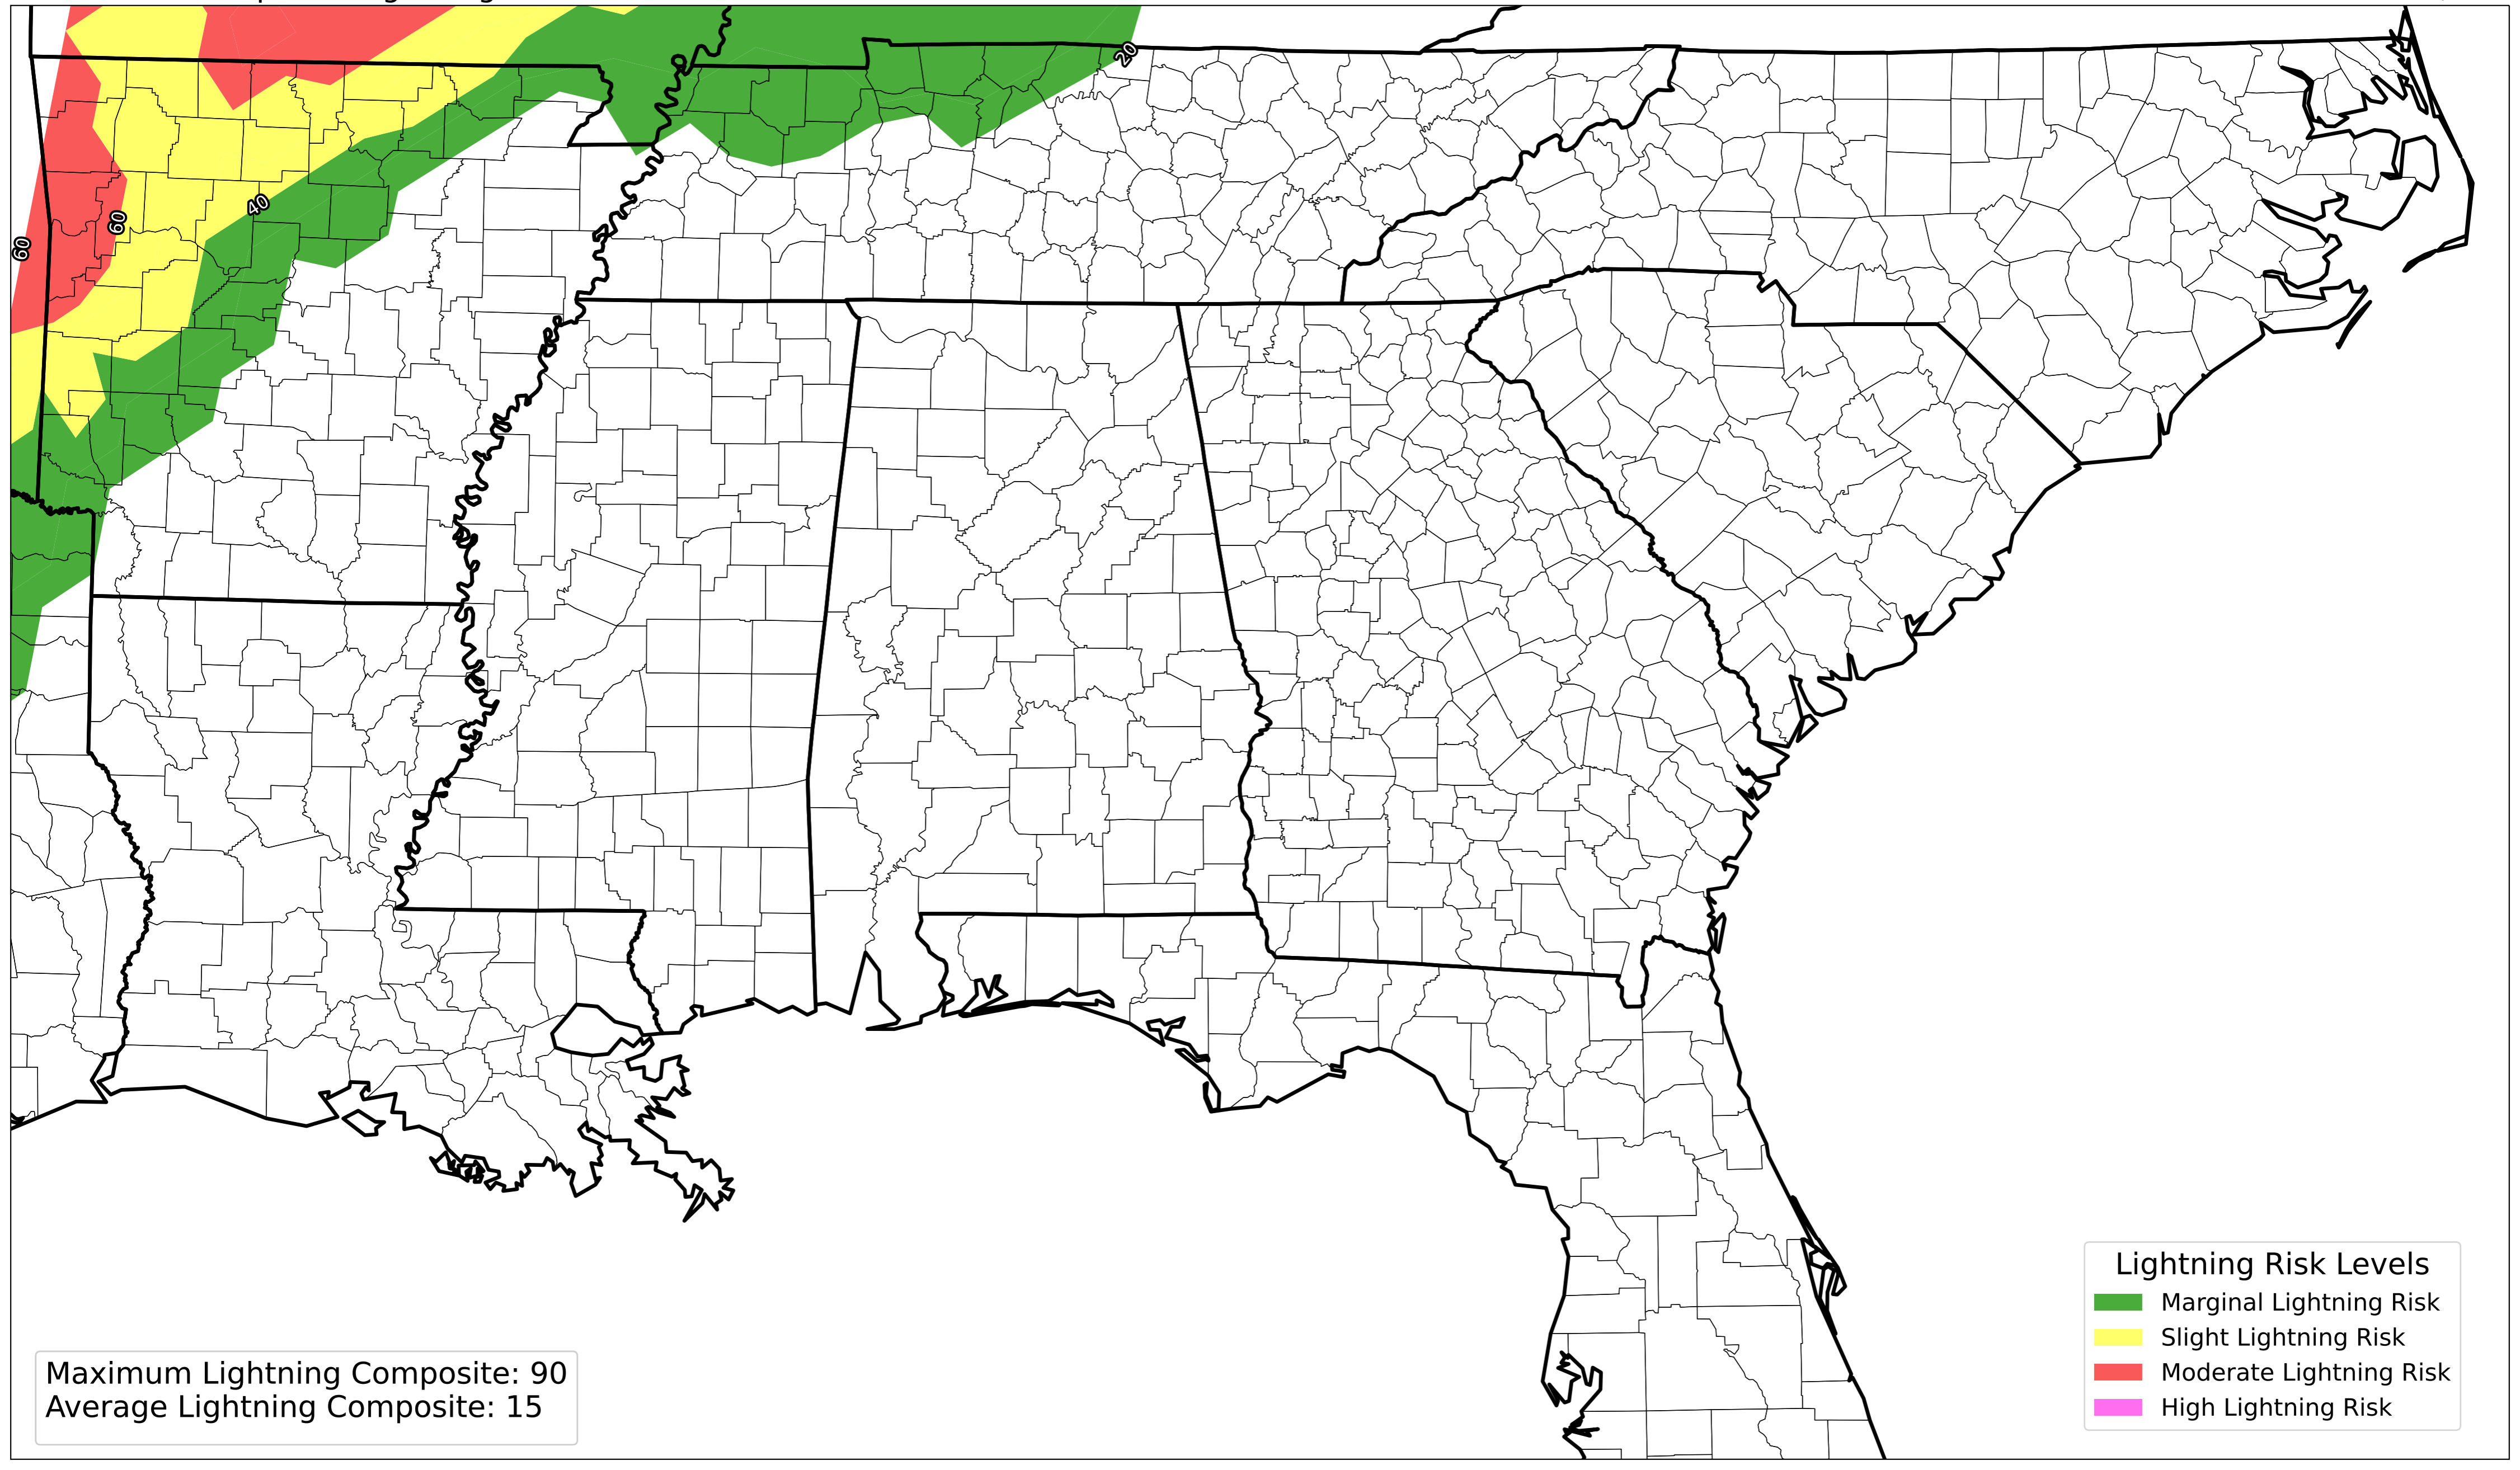 20
40
60
60
Lightning Risk Levels
Marginal Lightning Risk
Slight Lightning Risk
Moderate Lightning Risk
High Lightning Risk
Maximum Lightning Composite: 90
Average Lightning Composite: 15